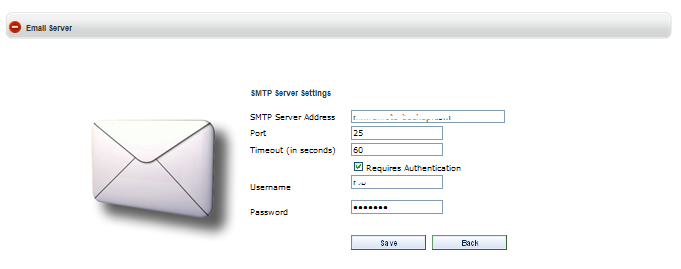 Email Server
SMTP Server Settings
SMTP Server Address
Port 25
Timeout (in seconds) 60
Requires Authentication
Username
Password •••••••
Save Back